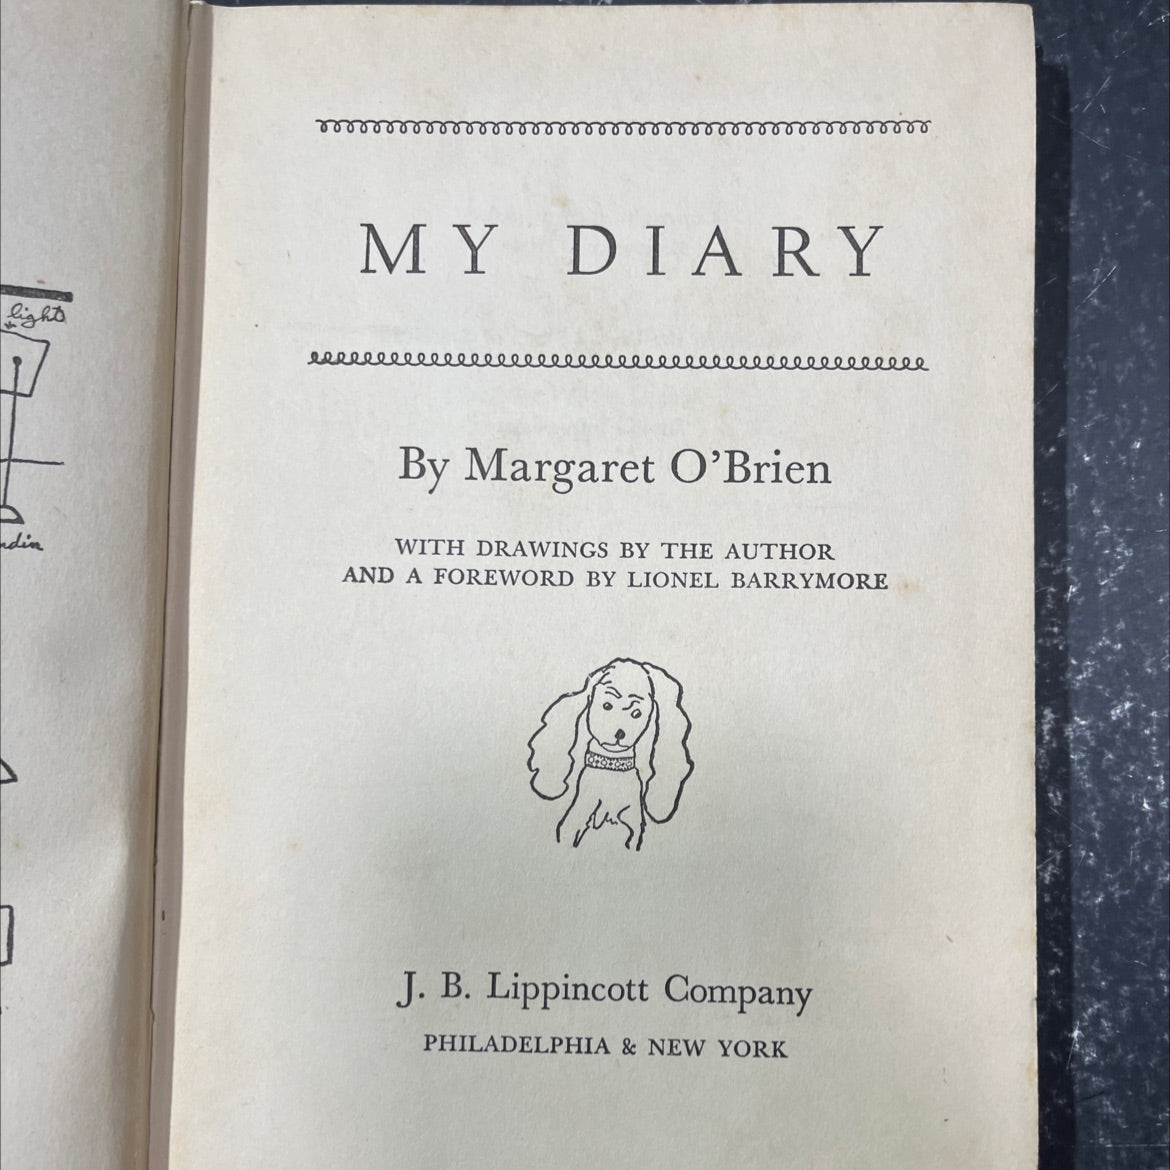 lights
MY DIARY
By Margaret O’Brien
WITH DRAWINGS BY THE AUTHOR
AND A FOREWORD BY LIONEL BARRYMORE
J. B. Lippincott Company
PHILADELPHIA & NEW YORK